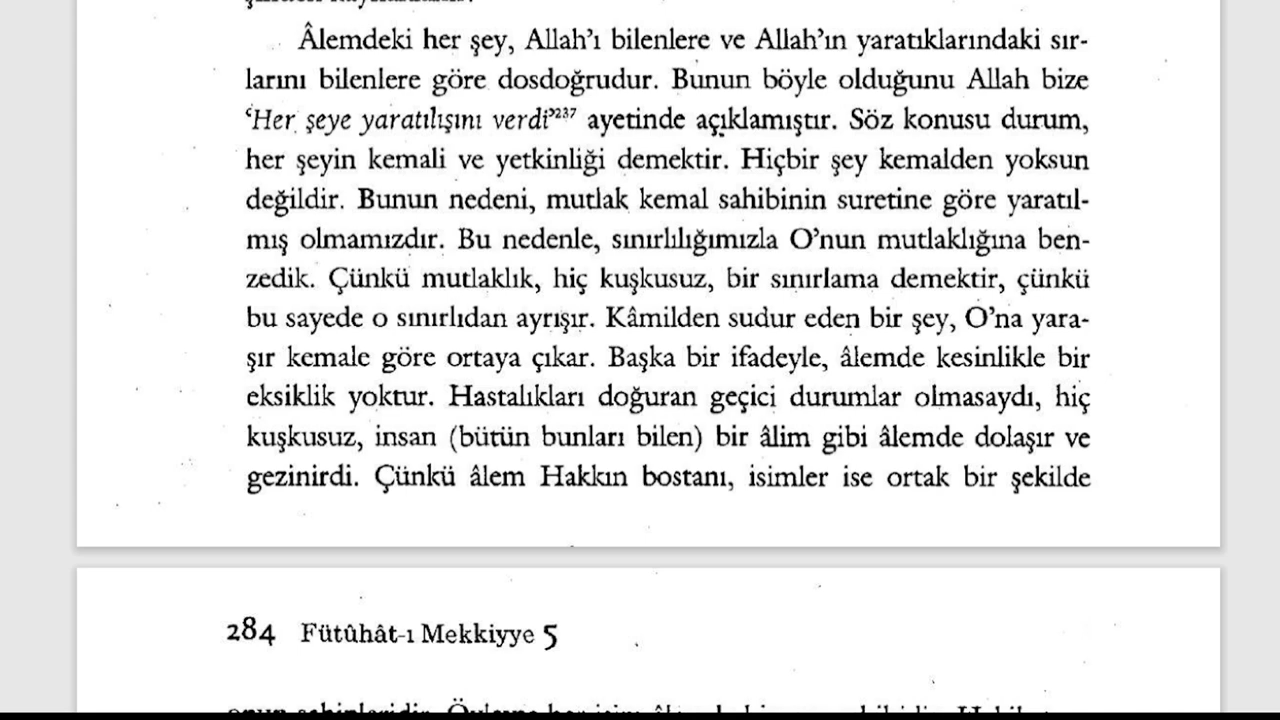 Âlemdeki her şey, Allah’ı bilenlere ve Allah’ın yaratıklarındaki sır-
larını bilenlere göre dosdoğrudur. Bunun böyle olduğunu Allah bize
‘Her şeye yaratılışını verdi’²³⁷ ayetinde açıklamıştır. Söz konusu durum,
her şeyin kemali ve yetkinliği demektir. Hiçbir şey kemalden yoksun
değildir. Bunun nedeni, mutlak kemal sahibinin suretine göre yaratıl-
mış olmamızdır. Bu nedenle, sınırlılığımızla O’nun mutlaklığına ben-
zedik. Çünkü mutlaklık, hiç kuşkusuz, bir sınırlama demektir, çünkü
bu sayede o sınırlıdan ayrışır. Kâmilden sudur eden bir şey, O’na yara-
şır kemale göre ortaya çıkar. Başka bir ifadeyle, âlemde kesinlikle bir
eksiklik yoktur. Hastalıkları doğuran geçici durumlar olmasaydı, hiç
kuşkusuz, insan (bütün bunları bilen) bir âlim gibi âlemde dolaşır ve
gezinirdi. Çünkü âlem Hakkın bostanı, isimler ise ortak bir şekilde
284 Fütûhât-ı Mekkiyye 5